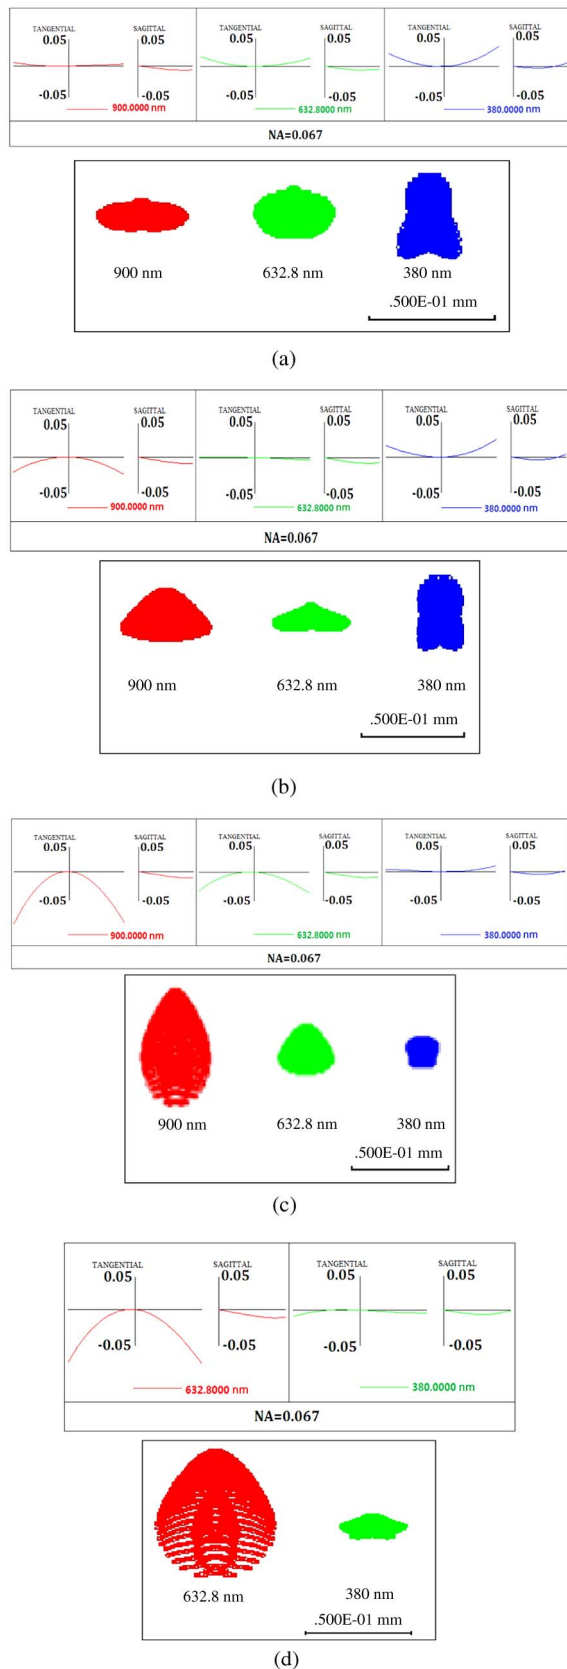 TANGENTIAL SAGITTAL TANGENTIAL SAGITTAL TANGENTIAL SAGITTAL
0.05 0.05 0.05 0.05 0.05 0.05
-0.05 -0.05 -0.05 -0.05 -0.05 -0.05
900.0000 nm 632.8000 nm 380.0000 nm
NA=0.067
900 nm 632.8 nm 380 nm
.500E-01 mm
(a)
TANGENTIAL SAGITTAL TANGENTIAL SAGITTAL TANGENTIAL SAGITTAL
0.05 0.05 0.05 0.05 0.05 0.05
-0.05 -0.05 -0.05 -0.05 -0.05 -0.05
900.0000 nm 632.8000 nm 380.0000 nm
NA=0.067
900 nm 632.8 nm 380 nm
.500E-01 mm
(b)
TANGENTIAL SAGITTAL TANGENTIAL SAGITTAL TANGENTIAL SAGITTAL
0.05 0.05 0.05 0.05 0.05 0.05
-0.05 -0.05 -0.05 -0.05 -0.05 -0.05
900.0000 nm 632.8000 nm 380.0000 nm
NA=0.067
900 nm 632.8 nm 380 nm
.500E-01 mm
(c)
TANGENTIAL SAGITTAL TANGENTIAL SAGITTAL
0.05 0.05 0.05 0.05
-0.05 -0.05 -0.05 -0.05
632.8000 nm 380.0000 nm
NA=0.067
632.8 nm 380 nm
.500E-01 mm
(d)